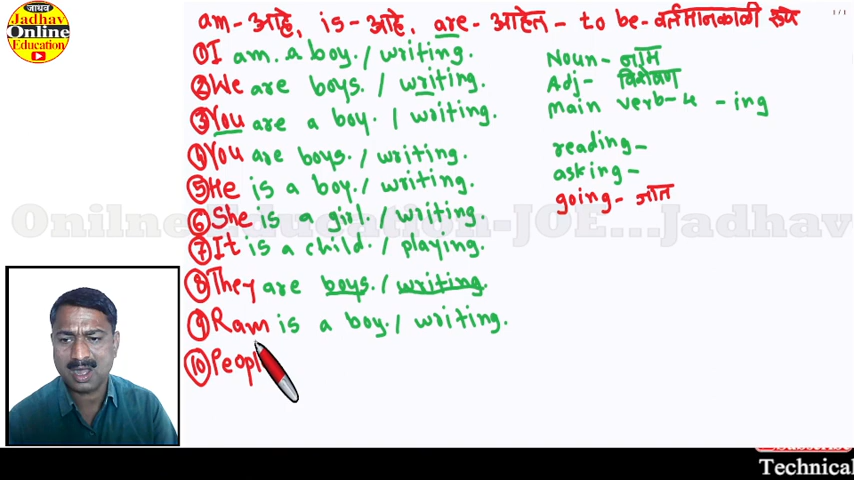 जाधव
Jadhav
Online
Education
am - आहे, is - आहे, are - आहेत - to be - वर्तमानकाळी रुपे
1/1
① I am a boy. / writing.
② We are boys. / writing.
③ You are a boy. / writing.
④ You are boys. / writing.
⑤ He is a boy. / writing.
⑥ She is a girl. / writing.
⑦ It is a child. / playing.
⑧ They are boys. / writing.
⑨ Ram is a boy. / writing.
⑩ Peopl
Noun - नाम
Adj - विशेषण
main verb - ला - ing
reading -
asking -
going - जात
Onilne Education-JOE...Jadhav
Technical